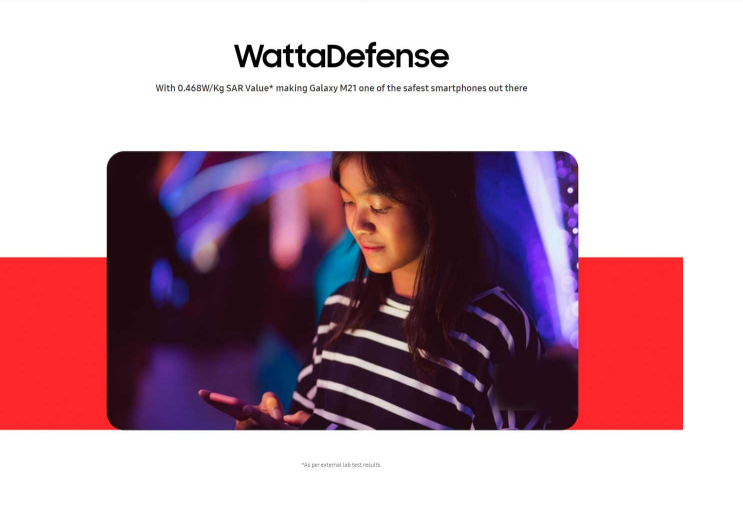 WattaDefense
With 0.468W/Kg SAR Value* making Galaxy M21 one of the safest smartphones out there
*As per external lab test results.